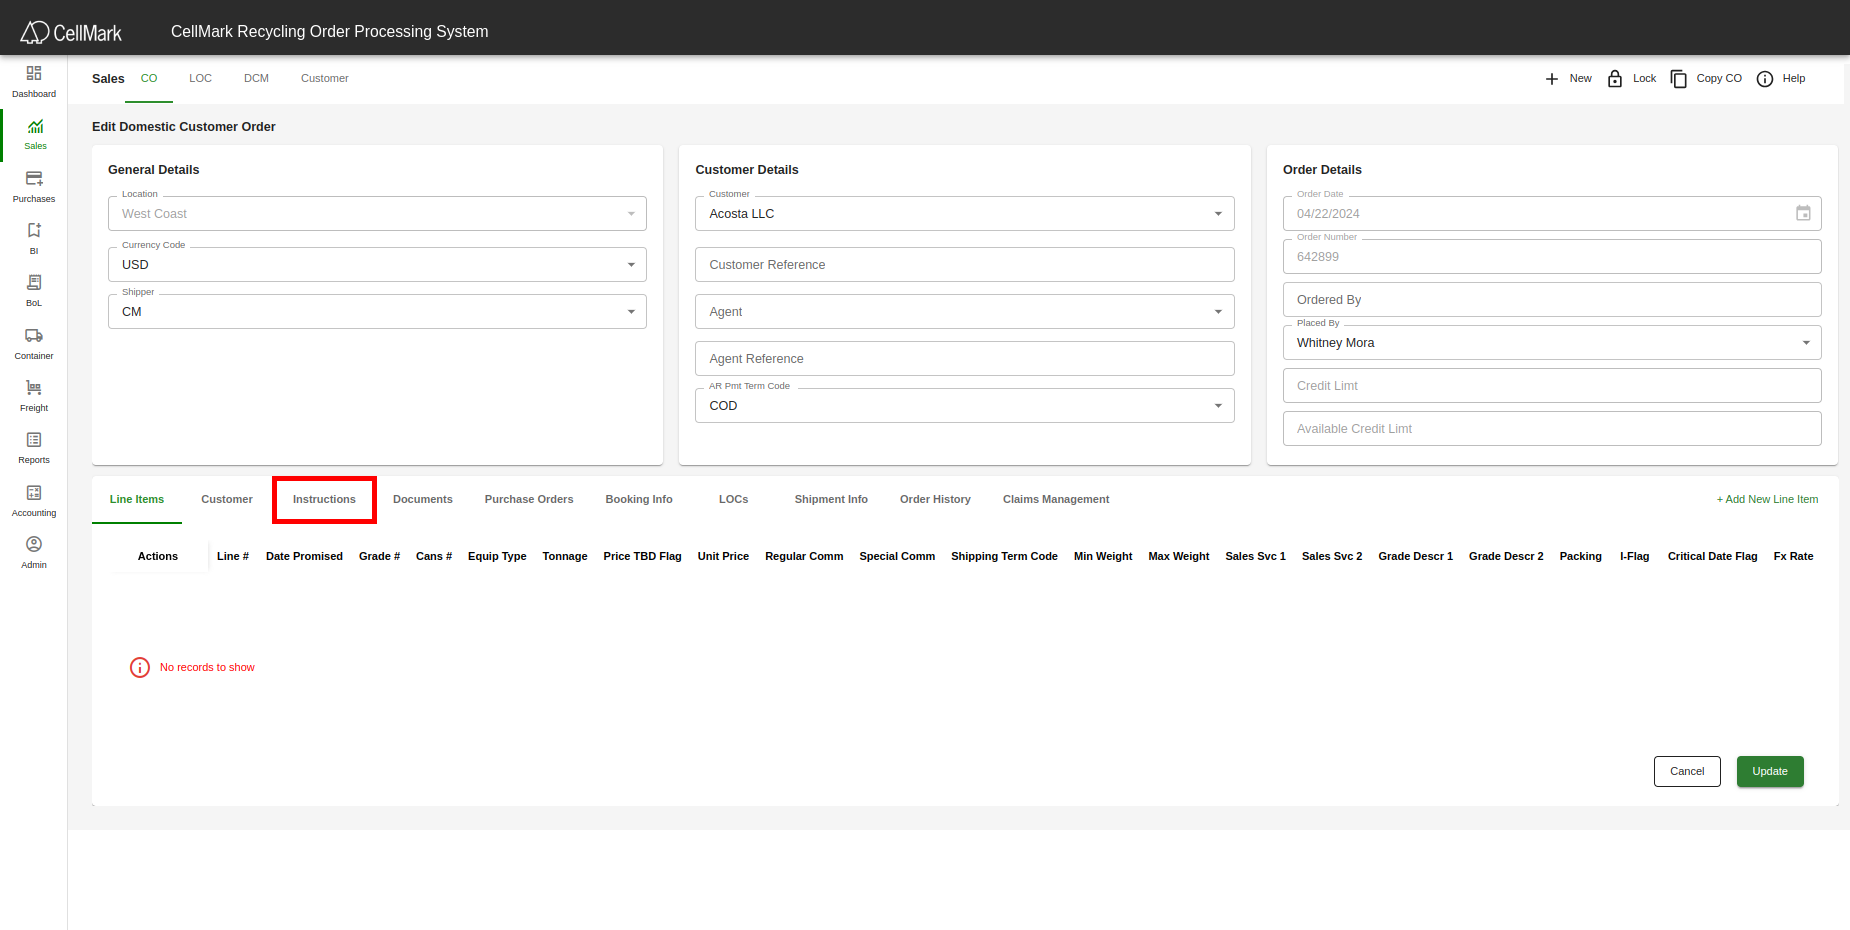 CellMark
CellMark Recycling Order Processing System
Dashboard
Sales
Purchases
BI
BoL
Container
Freight
Reports
Accounting
Admin
Sales CO LOC DCM Customer
New Lock Copy CO Help
Edit Domestic Customer Order
General Details
Location
West Coast
Currency Code
USD
Shipper
CM
Customer Details
Customer
Acosta LLC
Customer Reference
Agent
Agent Reference
AR Pmt Term Code
COD
Order Details
Order Date
04/22/2024
Order Number
642899
Ordered By
Placed By
Whitney Mora
Credit Limt
Available Credit Limt
Line Items Customer Instructions Documents Purchase Orders Booking Info LOCs Shipment Info Order History Claims Management + Add New Line Item
Actions Line # Date Promised Grade # Cans # Equip Type Tonnage Price TBD Flag Unit Price Regular Comm Special Comm Shipping Term Code Min Weight Max Weight Sales Svc 1 Sales Svc 2 Grade Descr 1 Grade Descr 2 Packing I-Flag Critical Date Flag Fx Rate
No records to show
Cancel Update